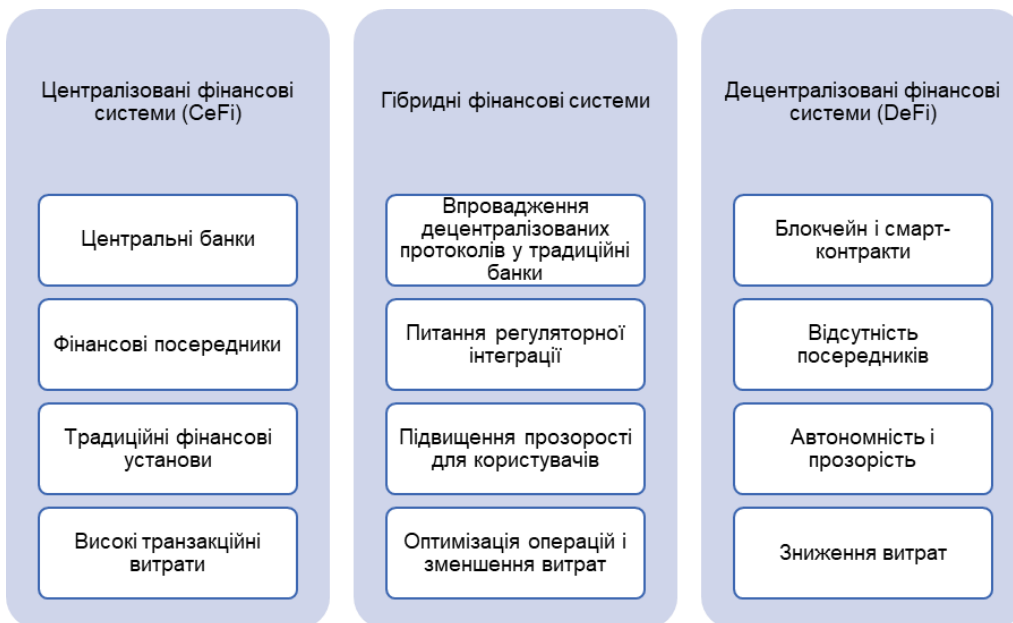 Централізовані фінансові
системи (CeFi)
Центральні банки
Фінансові посередники
Традиційні фінансові
установи
Високі транзакційні
витрати
Гібридні фінансові системи
Впровадження
децентралізованих
протоколів у традиційні
банки
Питання регуляторної
інтеграції
Підвищення прозорості
для користувачів
Оптимізація операцій і
зменшення витрат
Децентралізовані фінансові
системи (DeFi)
Блокчейн і смарт-
контракти
Відсутність
посередників
Автономність і
прозорість
Зниження витрат